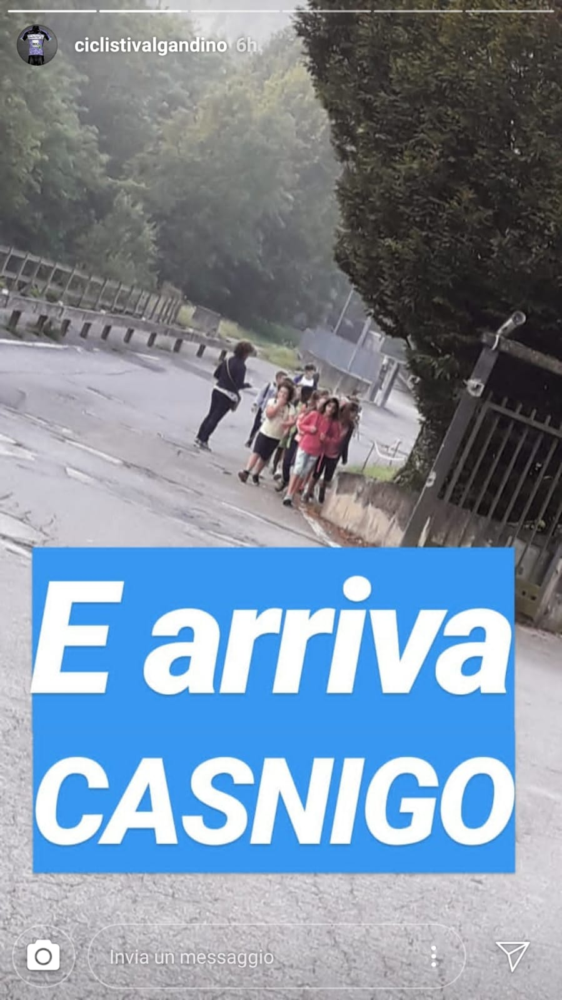 ciclistivalgandino 6h
E arriva
CASNIGO
Invia un messaggio